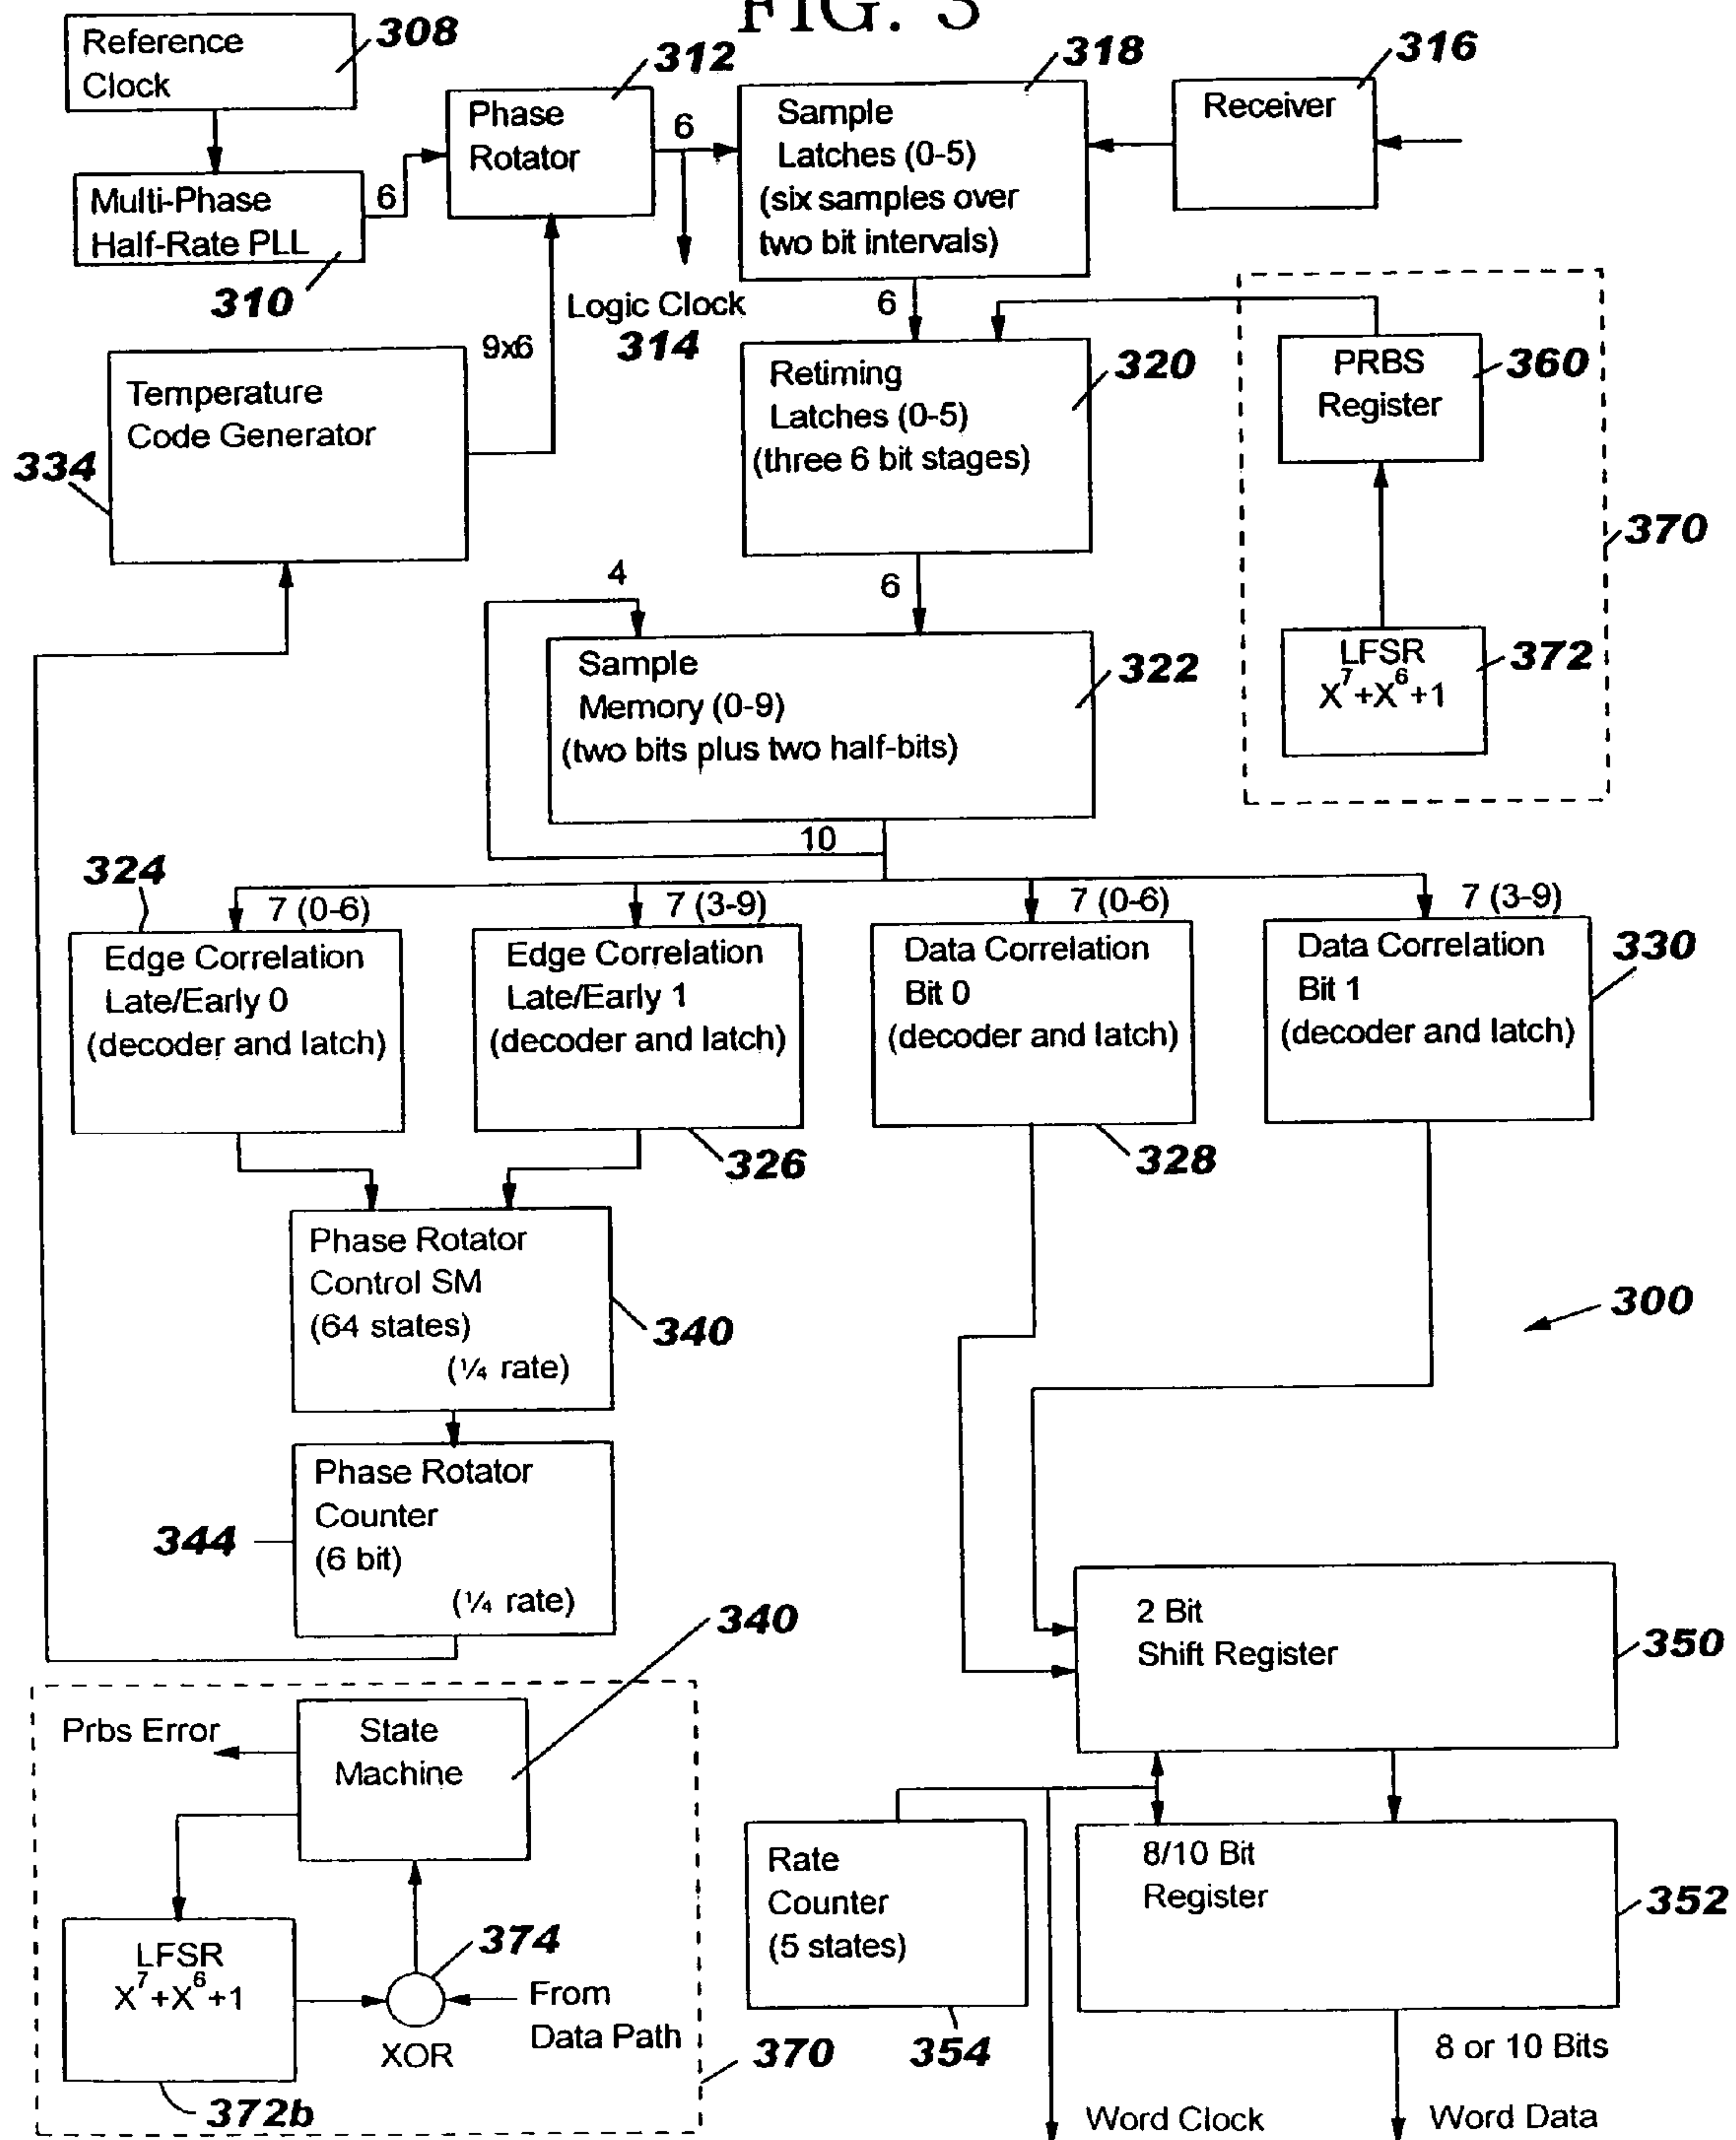 FIG. 3
Reference
Clock
308
Multi-Phase
Half-Rate PLL
310
6
Phase
Rotator
312
6
Logic Clock
314
Sample
Latches (0-5)
(six samples over
two bit intervals)
318
Receiver
316
Temperature
Code Generator
334
9x6
6
Retiming
Latches (0-5)
(three 6 bit stages)
320
PRBS
Register
360
370
LFSR
X⁷+X⁶+1
372
4
6
Sample
Memory (0-9)
(two bits plus two half-bits)
322
10
324
7 (0-6)
7 (3-9)
7 (0-6)
7 (3-9)
Edge Correlation
Late/Early 0
(decoder and latch)
Edge Correlation
Late/Early 1
(decoder and latch)
326
Data Correlation
Bit 0
(decoder and latch)
328
Data Correlation
Bit 1
(decoder and latch)
330
Phase Rotator
Control SM
(64 states)
(¼ rate)
340
300
Phase Rotator
Counter
(6 bit)
(¼ rate)
344
2 Bit
Shift Register
350
340
Prbs Error
State
Machine
LFSR
X⁷+X⁶+1
372b
374
XOR
From
Data Path
370
Rate
Counter
(5 states)
354
8/10 Bit
Register
352
8 or 10 Bits
Word Clock
Word Data